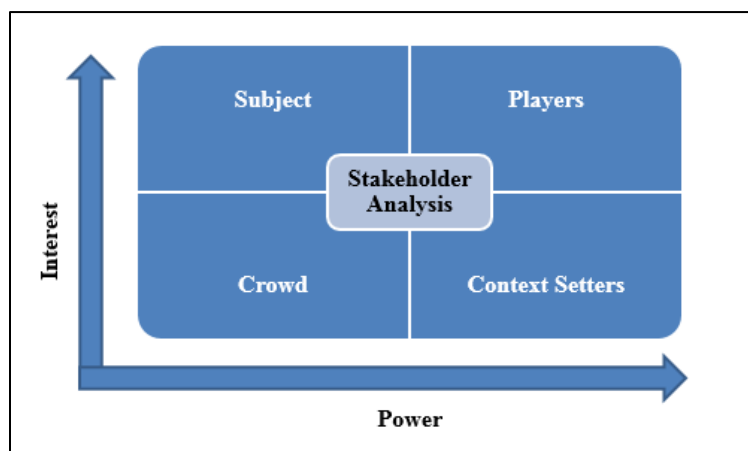 Subject
Players
Stakeholder
Analysis
Interest
Crowd
Context Setters
Power